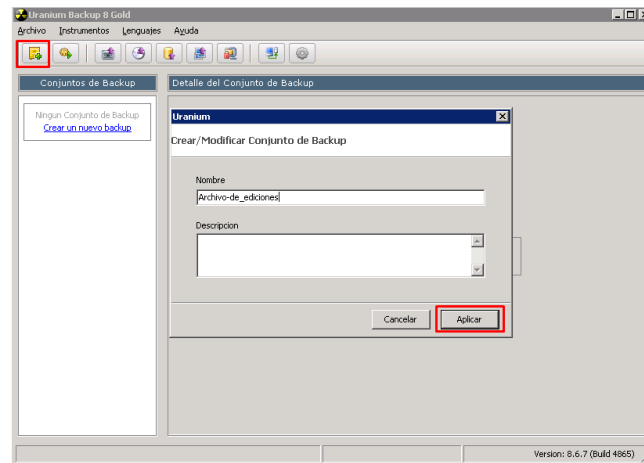 Uranium Backup 8 Gold
Archivo Instrumentos Lenguajes Ayuda
Conjuntos de Backup
Detalle del Conjunto de Backup
Ningun Conjunto de Backup
Crear un nuevo backup
Uranium
Crear/Modificar Conjunto de Backup
Nombre
Archivo-de_ediciones
Descripcion
Cancelar
Aplicar
Version: 8.6.7 (Build 4865)